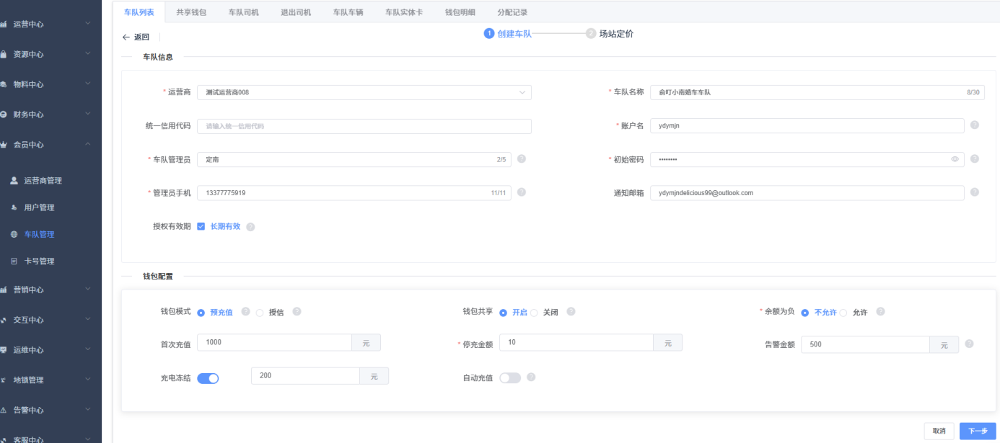 运营中心
资源中心
物料中心
财务中心
会员中心
运营商管理
用户管理
车队管理
卡号管理
营销中心
交互中心
运维中心
地锁管理
告警中心
客服中心
车队列表 共享钱包 车队司机 退出司机 车队车辆 车队实体卡 钱包明细 分配记录
← 返回 1 创建车队 2 场站定价
车队信息
* 运营商 测试运营商008 * 车队名称 俞叮小南婚车车队 8/30
统一信用代码 请输入统一信用代码 * 账户名 ydymjn ?
* 车队管理员 定南 2/5 ? * 初始密码 •••••••• ?
* 管理员手机 13377775919 11/11 ? 通知邮箱 ydymjndelicious99@outlook.com ?
授权有效期 长期有效 ?
钱包配置
钱包模式 预充值 ? 授信 ? 钱包共享 开启 关闭 ? * 余额为负 不允许 允许 ?
首次充值 1000 元 * 停充金额 10 元 告警金额 500 元 ?
充电冻结 200 元 自动充值 ?
取消 下一步